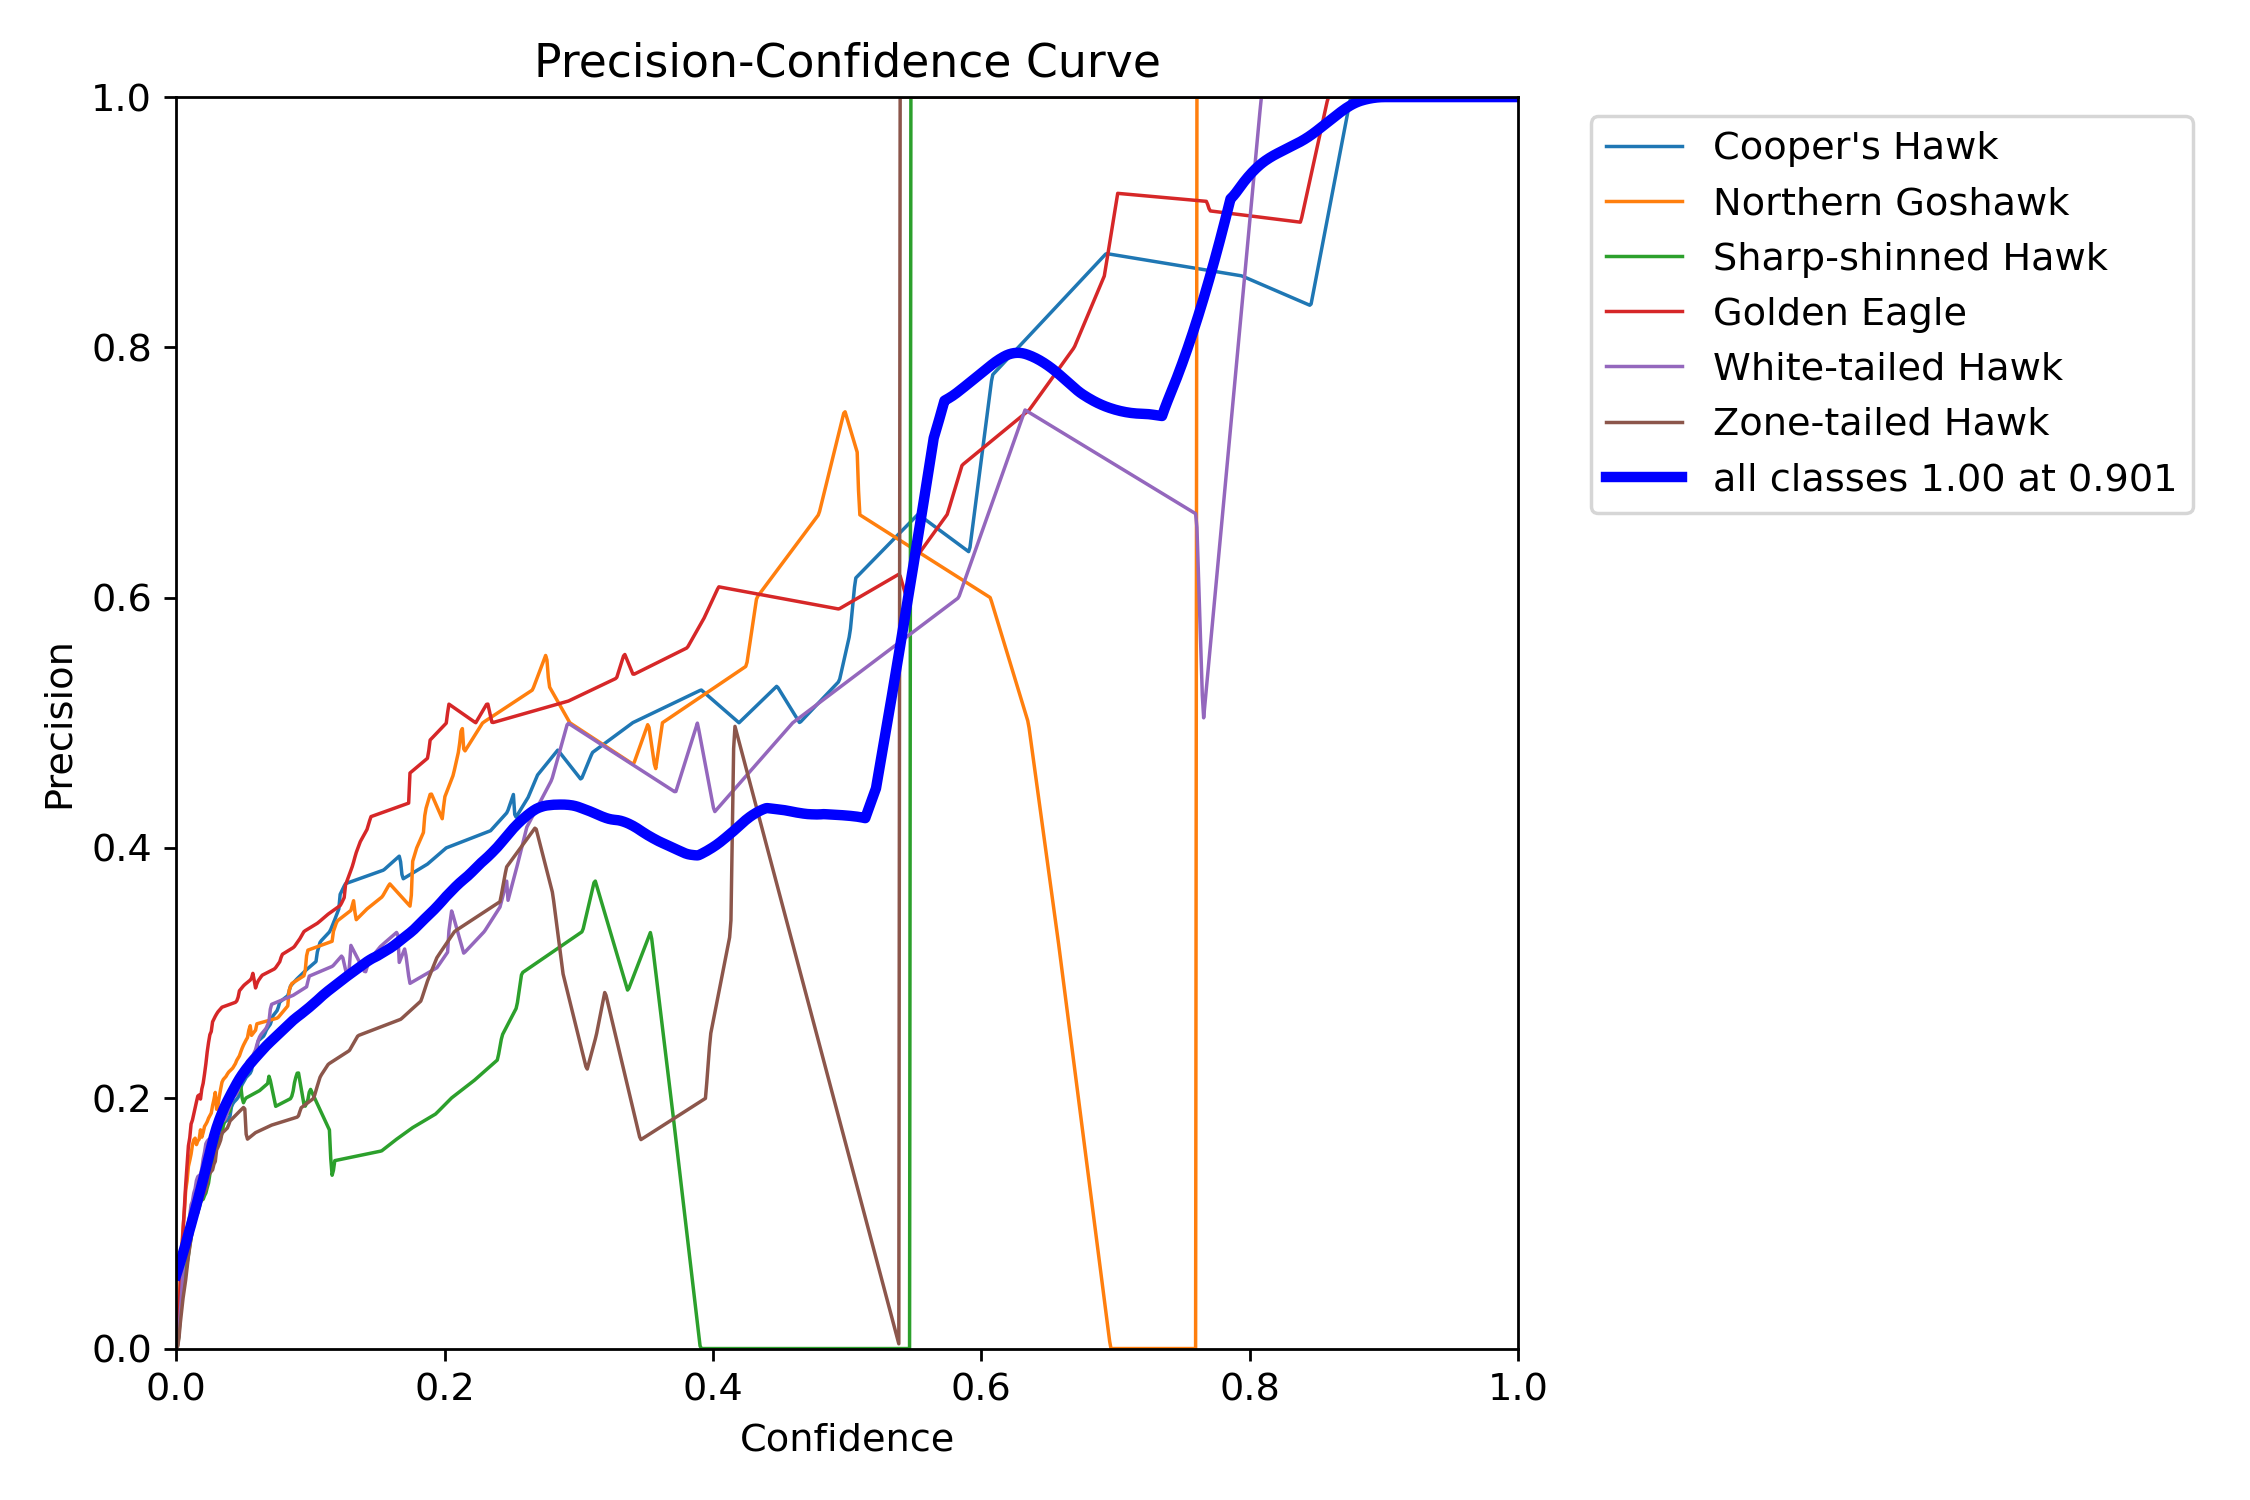 Precision-Confidence Curve
1.0
0.8
0.6
0.4
0.2
0.0
Precision
0.0 0.2 0.4 0.6 0.8 1.0
Confidence
Cooper's Hawk
Northern Goshawk
Sharp-shinned Hawk
Golden Eagle
White-tailed Hawk
Zone-tailed Hawk
all classes 1.00 at 0.901